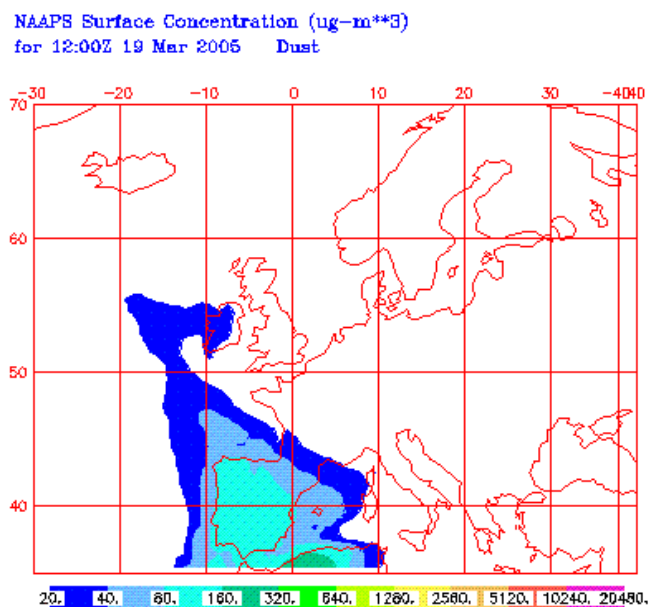 NAAPS Surface Concentration (ug-m**3)
for 12:00Z 19 Mar 2005 Dust
-30 -20 -10 0 10 20 30 -4040
70
60
50
40
20. 40. 80. 160. 320. 640. 1280. 2560. 5120. 10240. 20480.